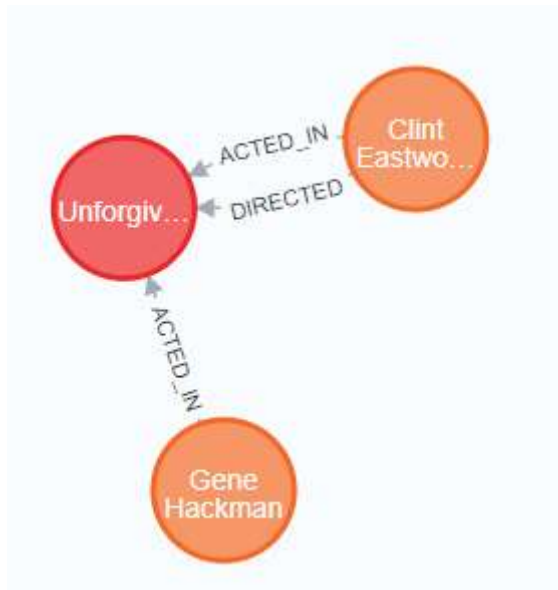 Clint
Eastwo...
ACTED_IN
Unforgiv...
DIRECTED
ACTED_IN
Gene
Hackman